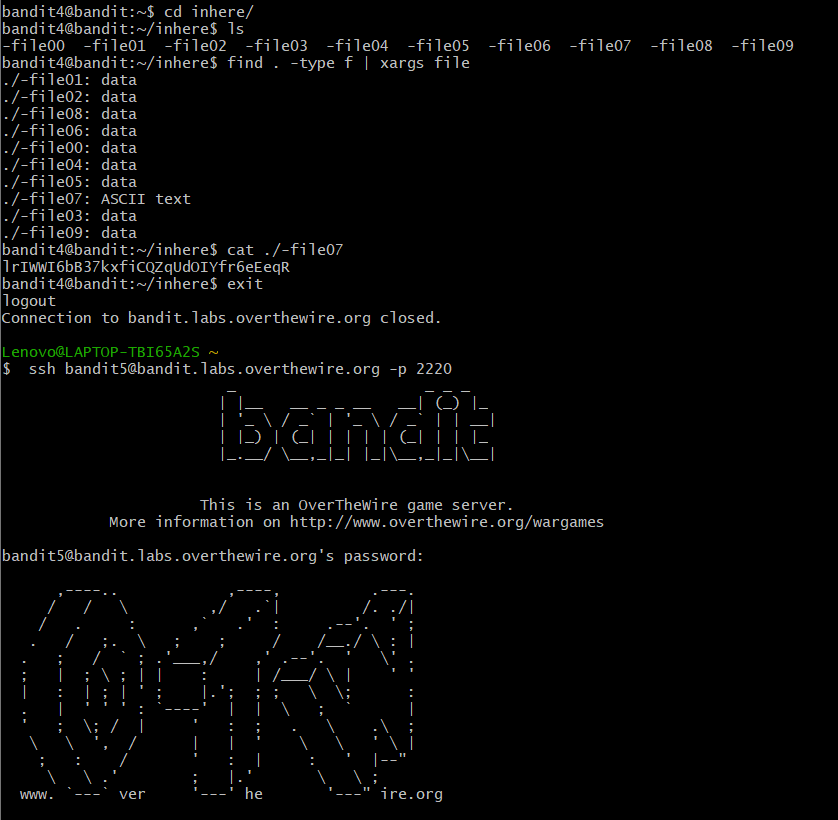 bandit4@bandit:~$ cd inhere/
bandit4@bandit:~/inhere$ ls
-file00  -file01  -file02  -file03  -file04  -file05  -file06  -file07  -file08  -file09
bandit4@bandit:~/inhere$ find . -type f | xargs file
./-file01: data
./-file02: data
./-file08: data
./-file06: data
./-file00: data
./-file04: data
./-file05: data
./-file07: ASCII text
./-file03: data
./-file09: data
bandit4@bandit:~/inhere$ cat ./-file07
lrIWWI6bB37kxfiCQZqUdOIYfr6eEeqR
bandit4@bandit:~/inhere$ exit
logout
Connection to bandit.labs.overthewire.org closed.
Lenovo@LAPTOP-TBI65A2S ~
$  ssh bandit5@bandit.labs.overthewire.org -p 2220
bandit
This is an OverTheWire game server.
More information on http://www.overthewire.org/wargames
bandit5@bandit.labs.overthewire.org's password:
www. ver he ire.org